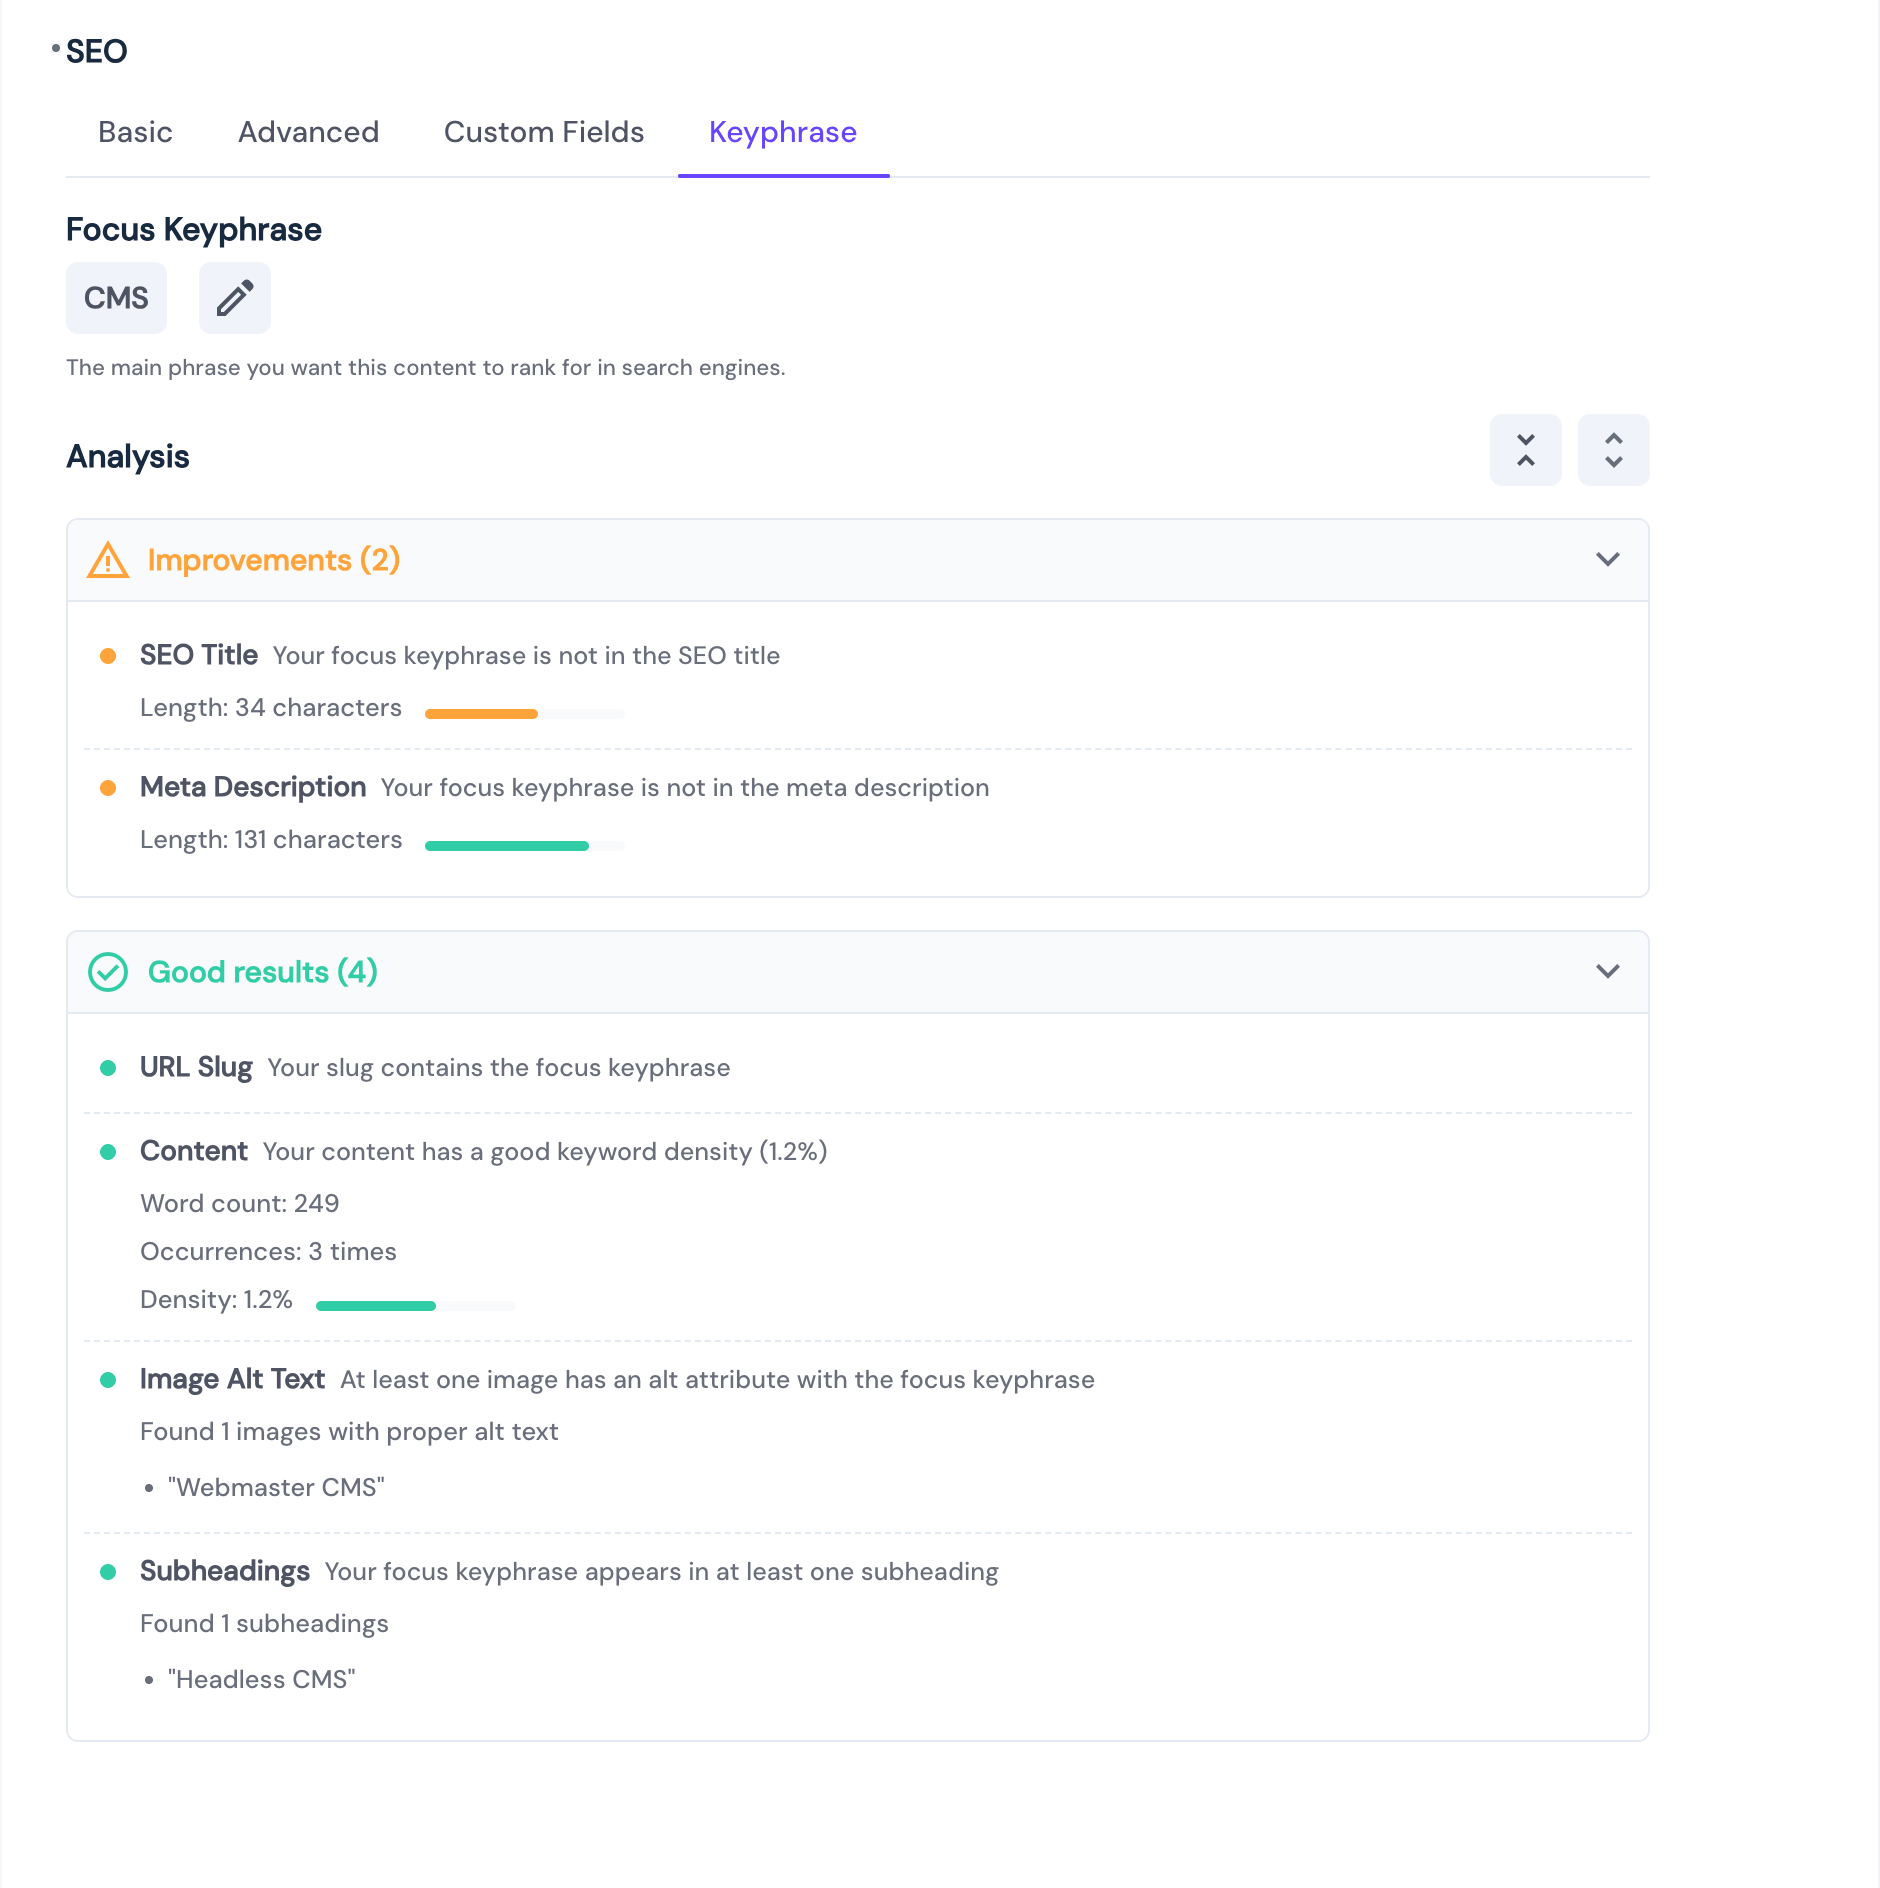 SEO
Basic Advanced Custom Fields Keyphrase
Focus Keyphrase
CMS
The main phrase you want this content to rank for in search engines.
Analysis
Improvements (2)
SEO Title Your focus keyphrase is not in the SEO title
Length: 34 characters
Meta Description Your focus keyphrase is not in the meta description
Length: 131 characters
Good results (4)
URL Slug Your slug contains the focus keyphrase
Content Your content has a good keyword density (1.2%)
Word count: 249
Occurrences: 3 times
Density: 1.2%
Image Alt Text At least one image has an alt attribute with the focus keyphrase
Found 1 images with proper alt text
• "Webmaster CMS"
Subheadings Your focus keyphrase appears in at least one subheading
Found 1 subheadings
• "Headless CMS"